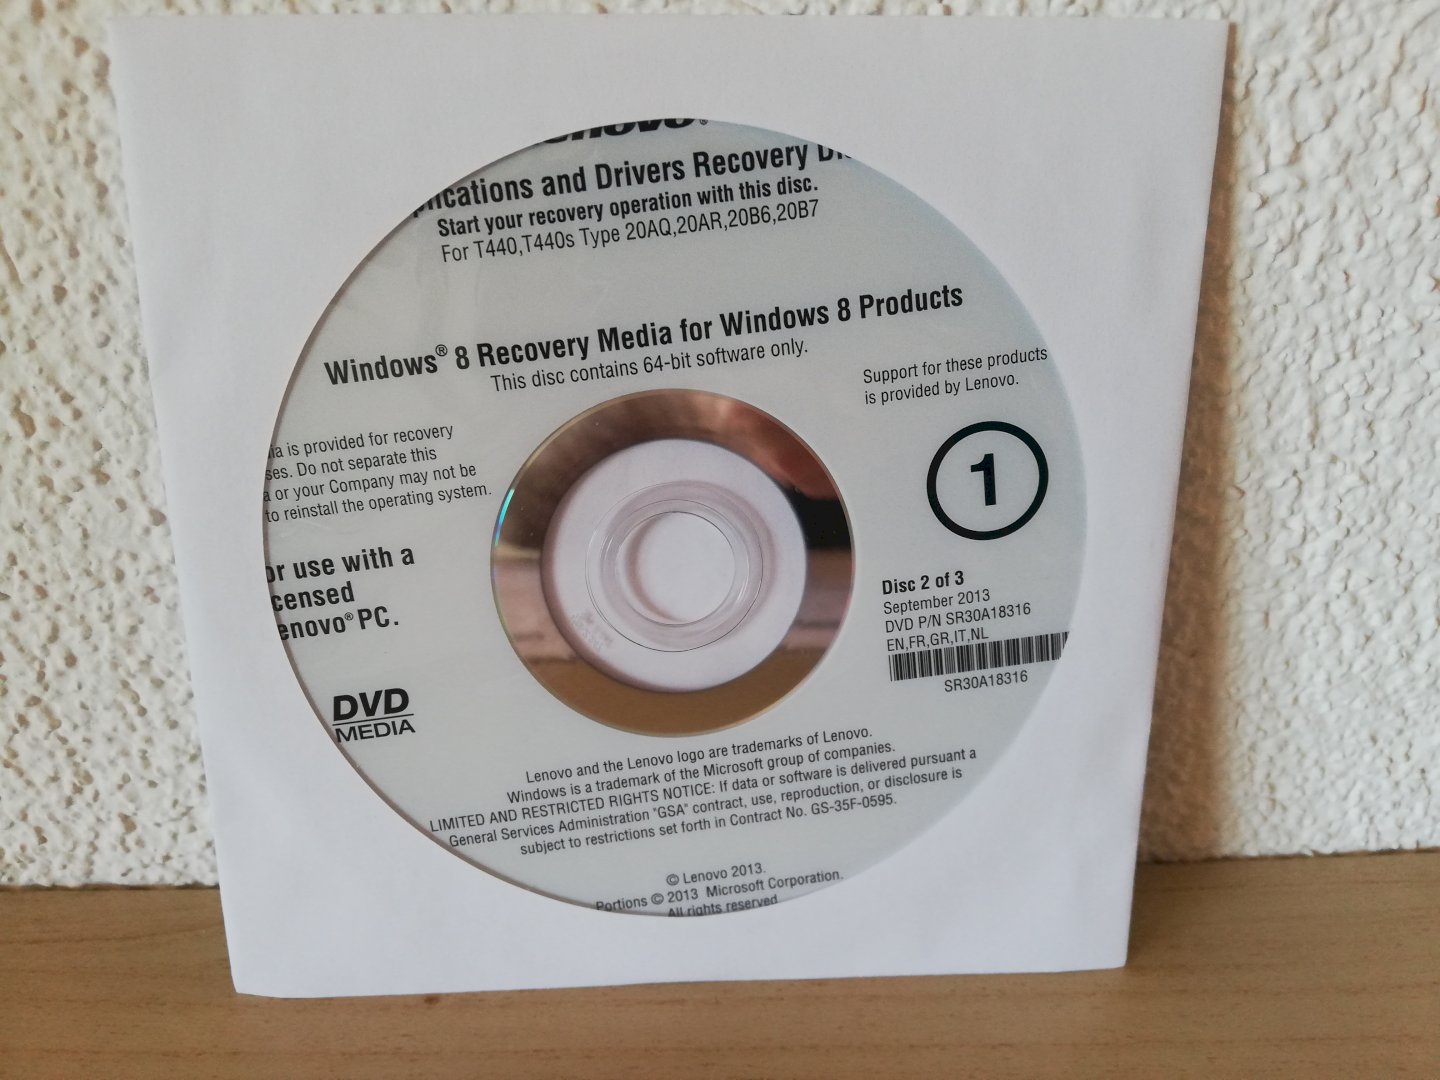 Lenovo®
plications and Drivers Recovery Di
Start your recovery operation with this disc.
For T440,T440s Type 20AQ,20AR,20B6,20B7
Windows® 8 Recovery Media for Windows 8 Products
This disc contains 64-bit software only.
Support for these products
is provided by Lenovo.
ia is provided for recovery
ses. Do not separate this
a or your Company may not be
to reinstall the operating system.
1
or use with a
censed
enovo® PC.
Disc 2 of 3
September 2013
DVD P/N SR30A18316
EN,FR,GR,IT,NL
SR30A18316
DVD
MEDIA
Lenovo and the Lenovo logo are trademarks of Lenovo.
Windows is a trademark of the Microsoft group of companies.
LIMITED AND RESTRICTED RIGHTS NOTICE: If data or software is delivered pursuant a
General Services Administration "GSA" contract, use, reproduction, or disclosure is
subject to restrictions set forth in Contract No. GS-35F-0595.
© Lenovo 2013.
Portions © 2013 Microsoft Corporation.
All rights reserved